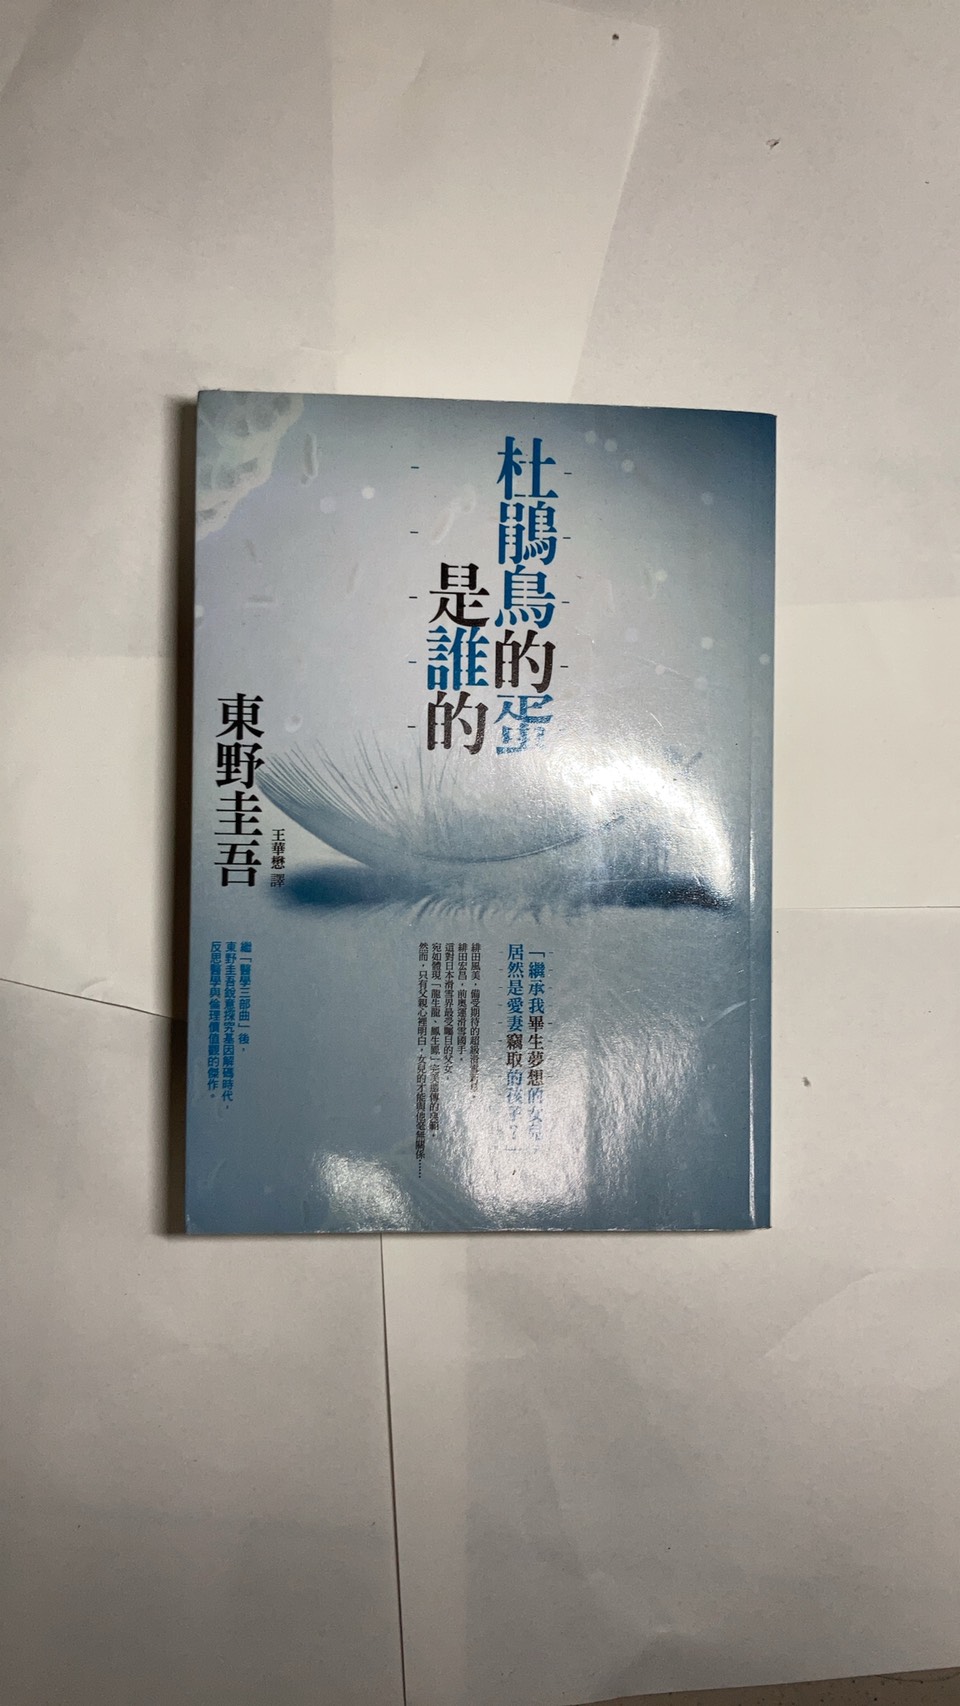 杜鵑鳥的蛋
是誰的
東野圭吾
王華懋 譯
「繼承我畢生夢想的女兒,
居然是愛妻竊取的孩子?」
緋田風美,備受期待的超級滑雪
緋田宏昌,前奧運滑雪國手。
這對日本滑雪界最受矚目的父女,
宛如體現「龍生龍、鳳生鳳」完美遺傳的
然而,只有父親心裡明白,女兒的才能與他毫無關係……
繼「醫學三部曲」後,
東野圭吾銳意探究基因解碼時代,
反思醫學與倫理價值觀的傑作。